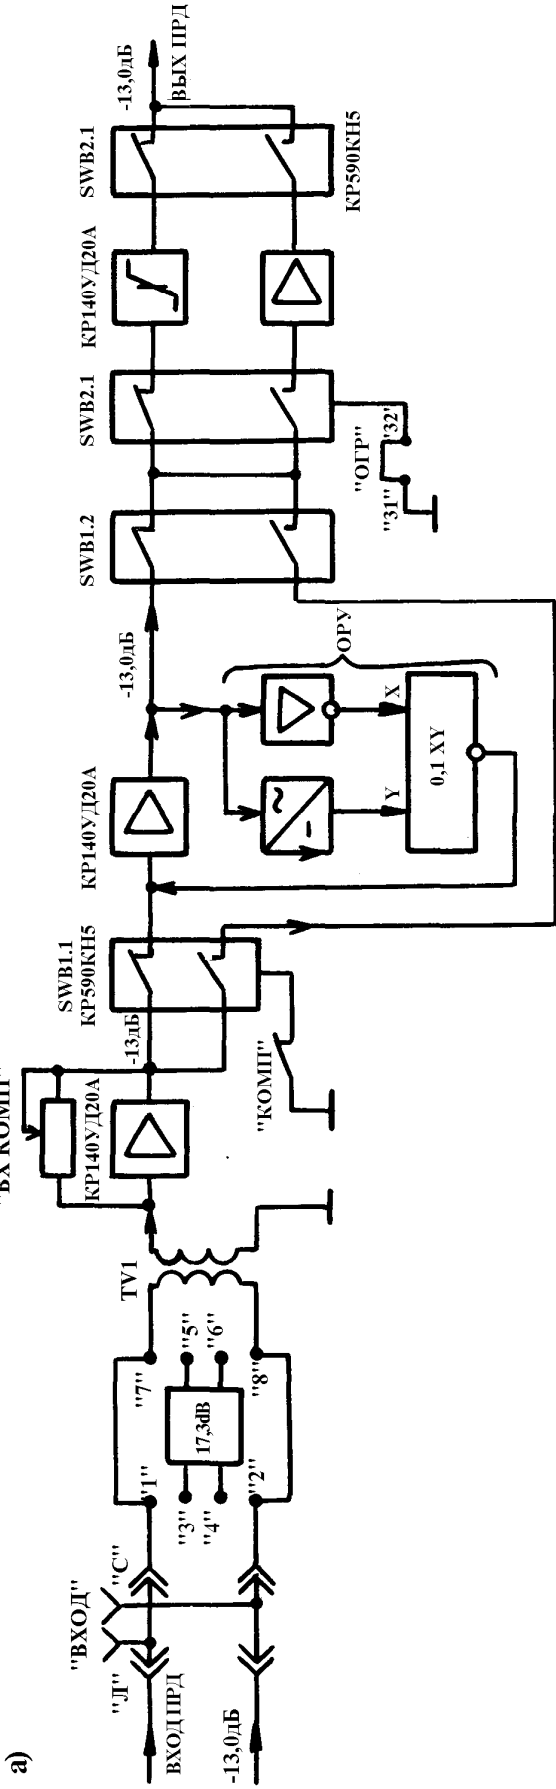 а)
ВХОД ПРД
-13,0дБ
"Л"
"ВХОД"
"С"
"1"
"2"
"3"
"4"
17,3dB
"5"
"6"
"7"
"8"
TV1
"ВХ КОМП"
КР140УД20А
-13дБ
"КОМП"
SWB1.1
КР590КН5
КР140УД20А
-13,0дБ
ОРУ
Y
X
0,1 XY
SWB1.2
SWB2.1
"ОГР"
"31"
"32"
КР140УД20А
SWB2.1
КР590КН5
-13,0дБ
ВЫХ ПРД